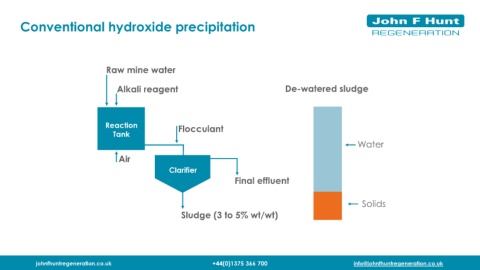 Conventional hydroxide precipitation
John F Hunt
REGENERATION
Raw mine water
Alkali reagent
De-watered sludge
Reaction
Tank
Flocculant
Air
Water
Clarifier
Final effluent
Solids
Sludge (3 to 5% wt/wt)
johnfhuntregeneration.co.uk
+44(0)1375 366 700
info@johnfhuntregeneration.co.uk